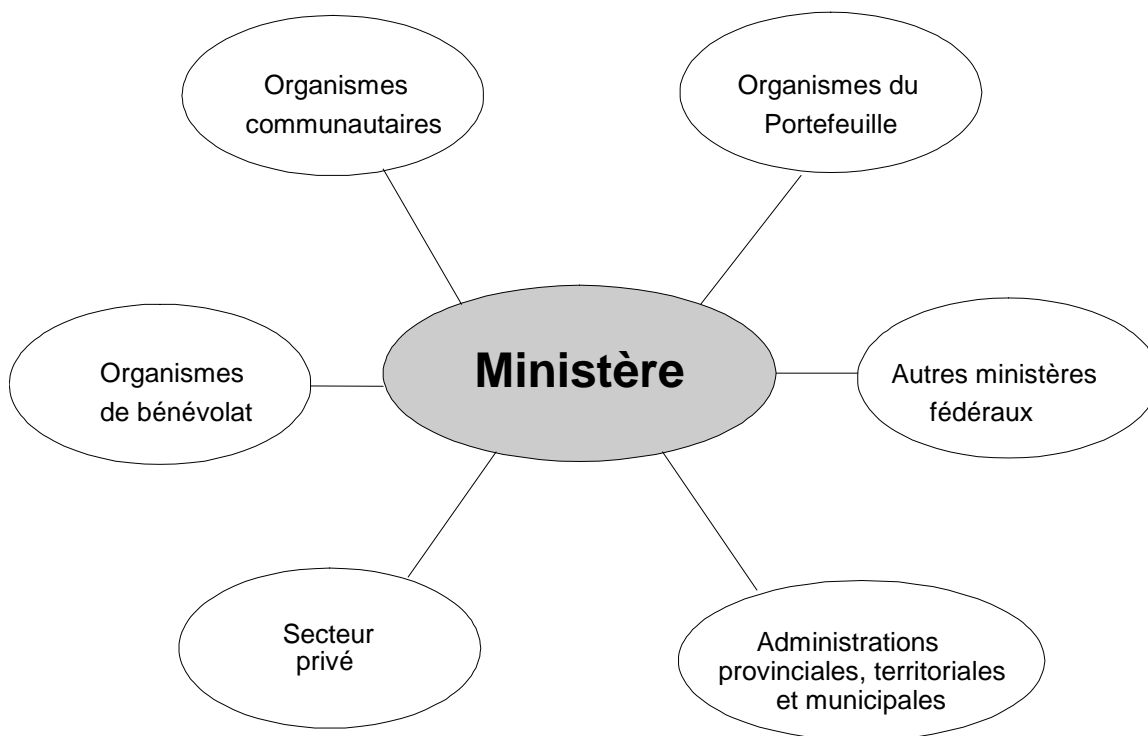 Organismes
communautaires
Organismes du
Portefeuille
Organismes
de bénévolat
Ministère
Autres ministères
fédéraux
Secteur
privé
Administrations
provinciales, territoriales
et municipales